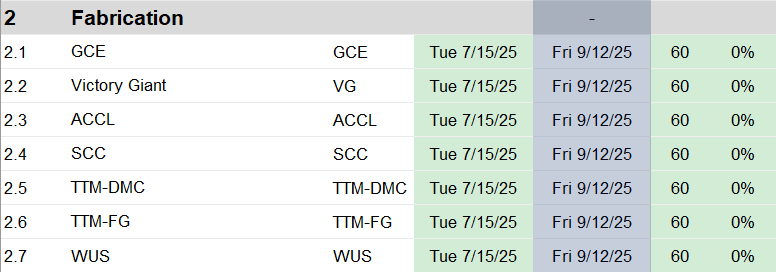 2 Fabrication -
2.1 GCE GCE Tue 7/15/25 Fri 9/12/25 60 0%
2.2 Victory Giant VG Tue 7/15/25 Fri 9/12/25 60 0%
2.3 ACCL ACCL Tue 7/15/25 Fri 9/12/25 60 0%
2.4 SCC SCC Tue 7/15/25 Fri 9/12/25 60 0%
2.5 TTM-DMC TTM-DMC Tue 7/15/25 Fri 9/12/25 60 0%
2.6 TTM-FG TTM-FG Tue 7/15/25 Fri 9/12/25 60 0%
2.7 WUS WUS Tue 7/15/25 Fri 9/12/25 60 0%